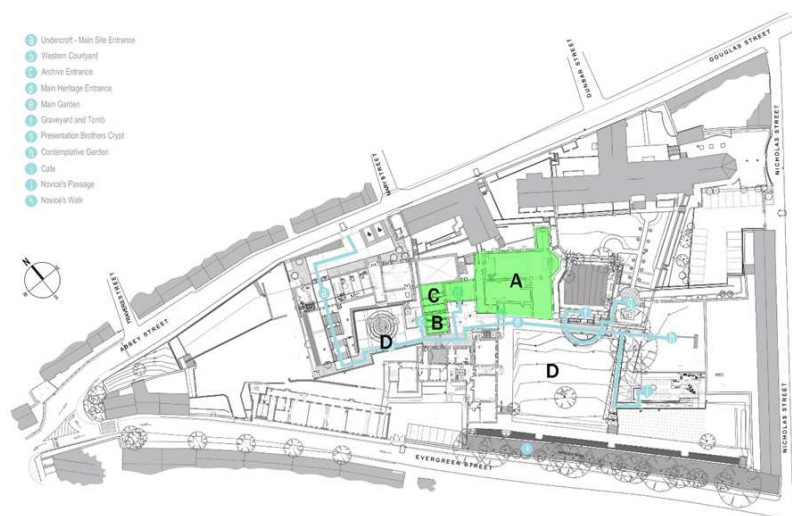 a Undercroft - Main Site Entrance
b Western Courtyard
c Archive Entrance
d Main Heritage Entrance
e Main Garden
f Graveyard and Tomb
g Presentation Brothers Crypt
h Contemplative Garden
i Cafe
j Novice's Passage
Novice's Walk
DOUGLAS STREET
DUNBAR STREET
NICHOLAS STREET
MARY STREET
N
ABBEY STREET
A
C
B
D
D
EVERGREEN STREET
NICHOLAS STREET